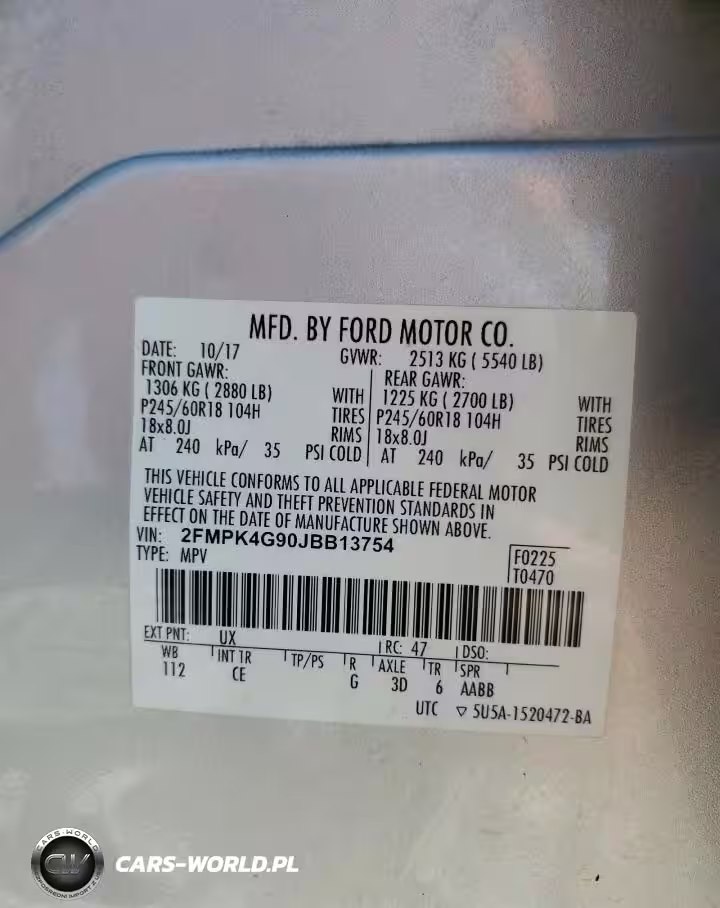 MFD. BY FORD MOTOR CO.
DATE: 10/17 GVWR: 2513 KG ( 5540 LB)
FRONT GAWR: REAR GAWR:
1306 KG ( 2880 LB) WITH 1225 KG ( 2700 LB) WITH
P245/60R18 104H TIRES P245/60R18 104H TIRES
18x8.0J RIMS 18x8.0J RIMS
AT 240 kPa/ 35 PSI COLD AT 240 kPa/ 35 PSI COLD
THIS VEHICLE CONFORMS TO ALL APPLICABLE FEDERAL MOTOR
VEHICLE SAFETY AND THEFT PREVENTION STANDARDS IN
EFFECT ON THE DATE OF MANUFACTURE SHOWN ABOVE.
VIN: 2FMPK4G90JBB13754
TYPE: MPV F0225
T0470
EXT PNT: UX RC: 47 DSO:
WB INT TR TP/PS R AXLE TR SPR
112 CE G 3D 6 AABB
UTC ▽ 5U5A-1520472-BA
CARS-WORLD
CW
CARS-WORLD.PL